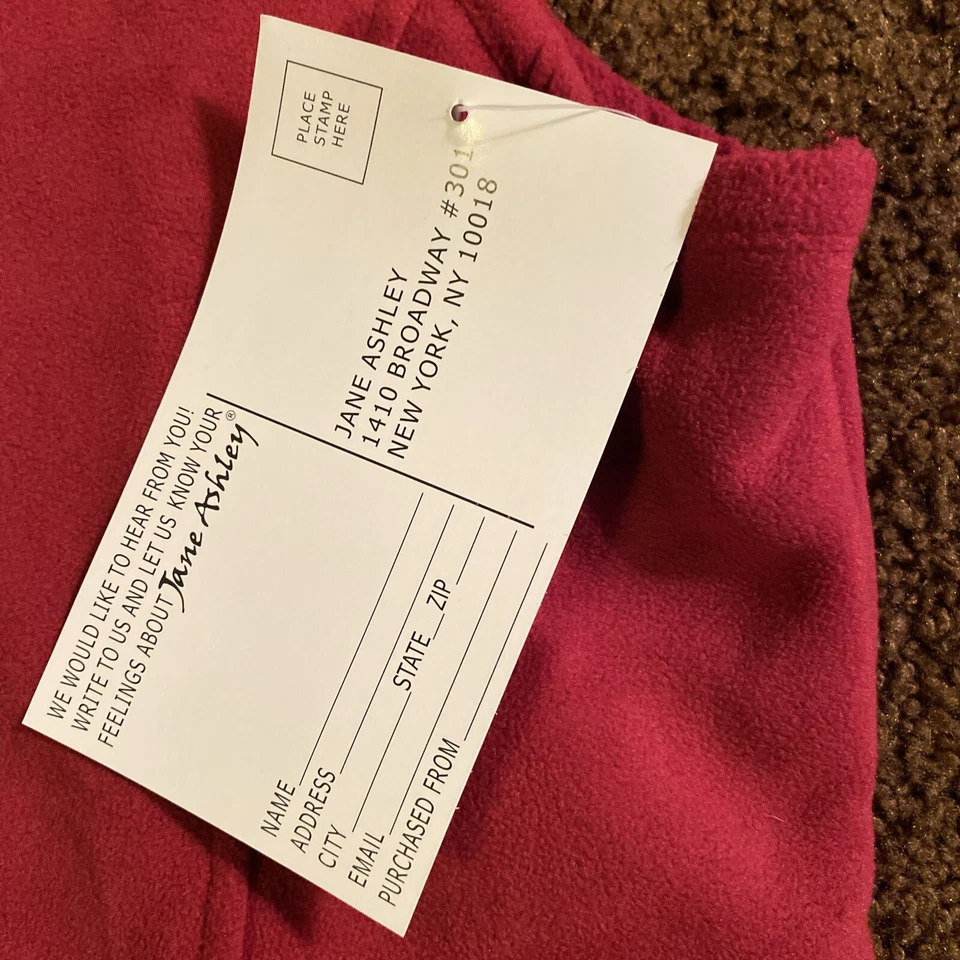 WE WOULD LIKE TO HEAR FROM YOU!
WRITE TO US AND LET US KNOW YOUR
FEELINGS ABOUT Jane Ashley®
NAME
ADDRESS
CITY STATE ZIP
EMAIL
PURCHASED FROM
PLACE
STAMP
HERE
JANE ASHLEY
1410 BROADWAY #301
NEW YORK, NY 10018